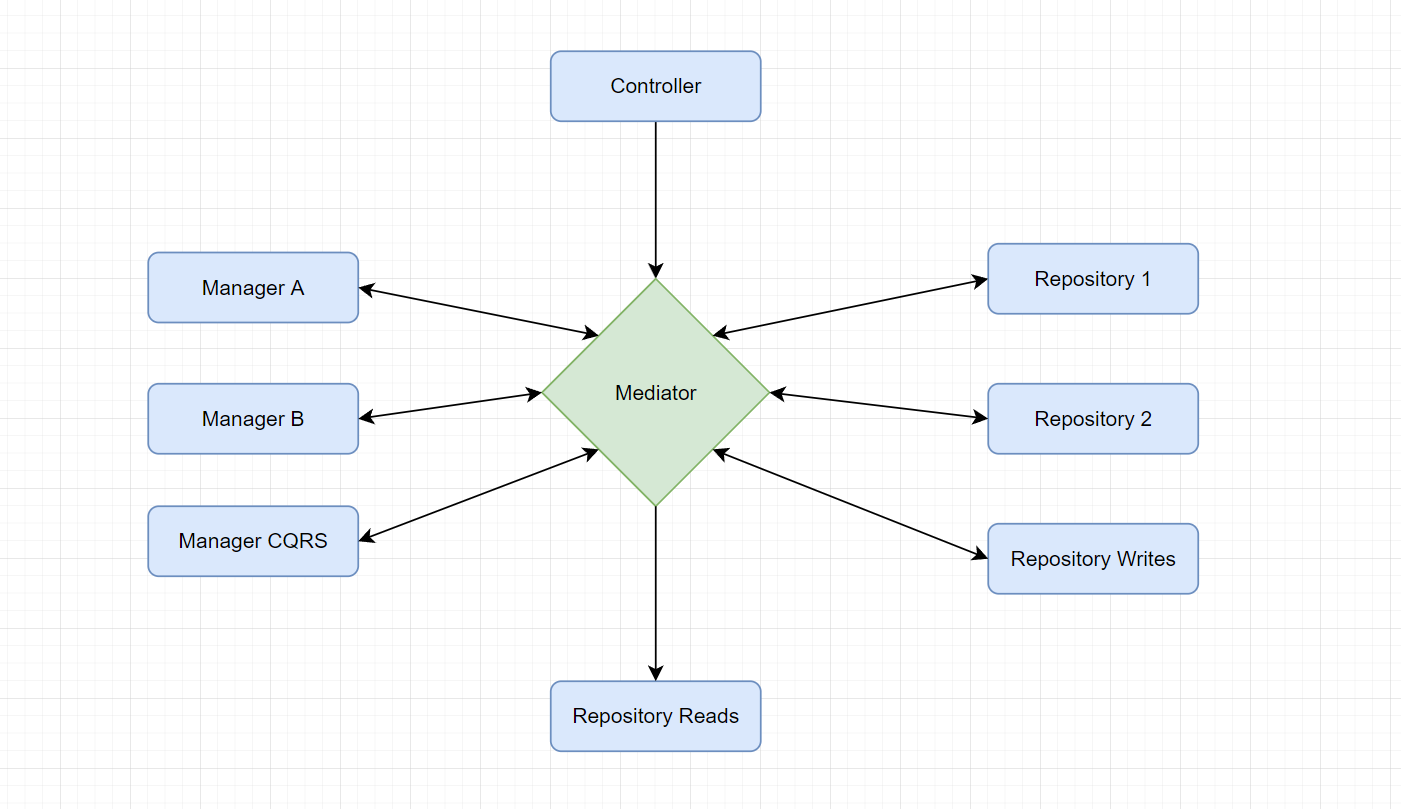 Controller
Manager A
Repository 1
Mediator
Manager B
Repository 2
Manager CQRS
Repository Writes
Repository Reads